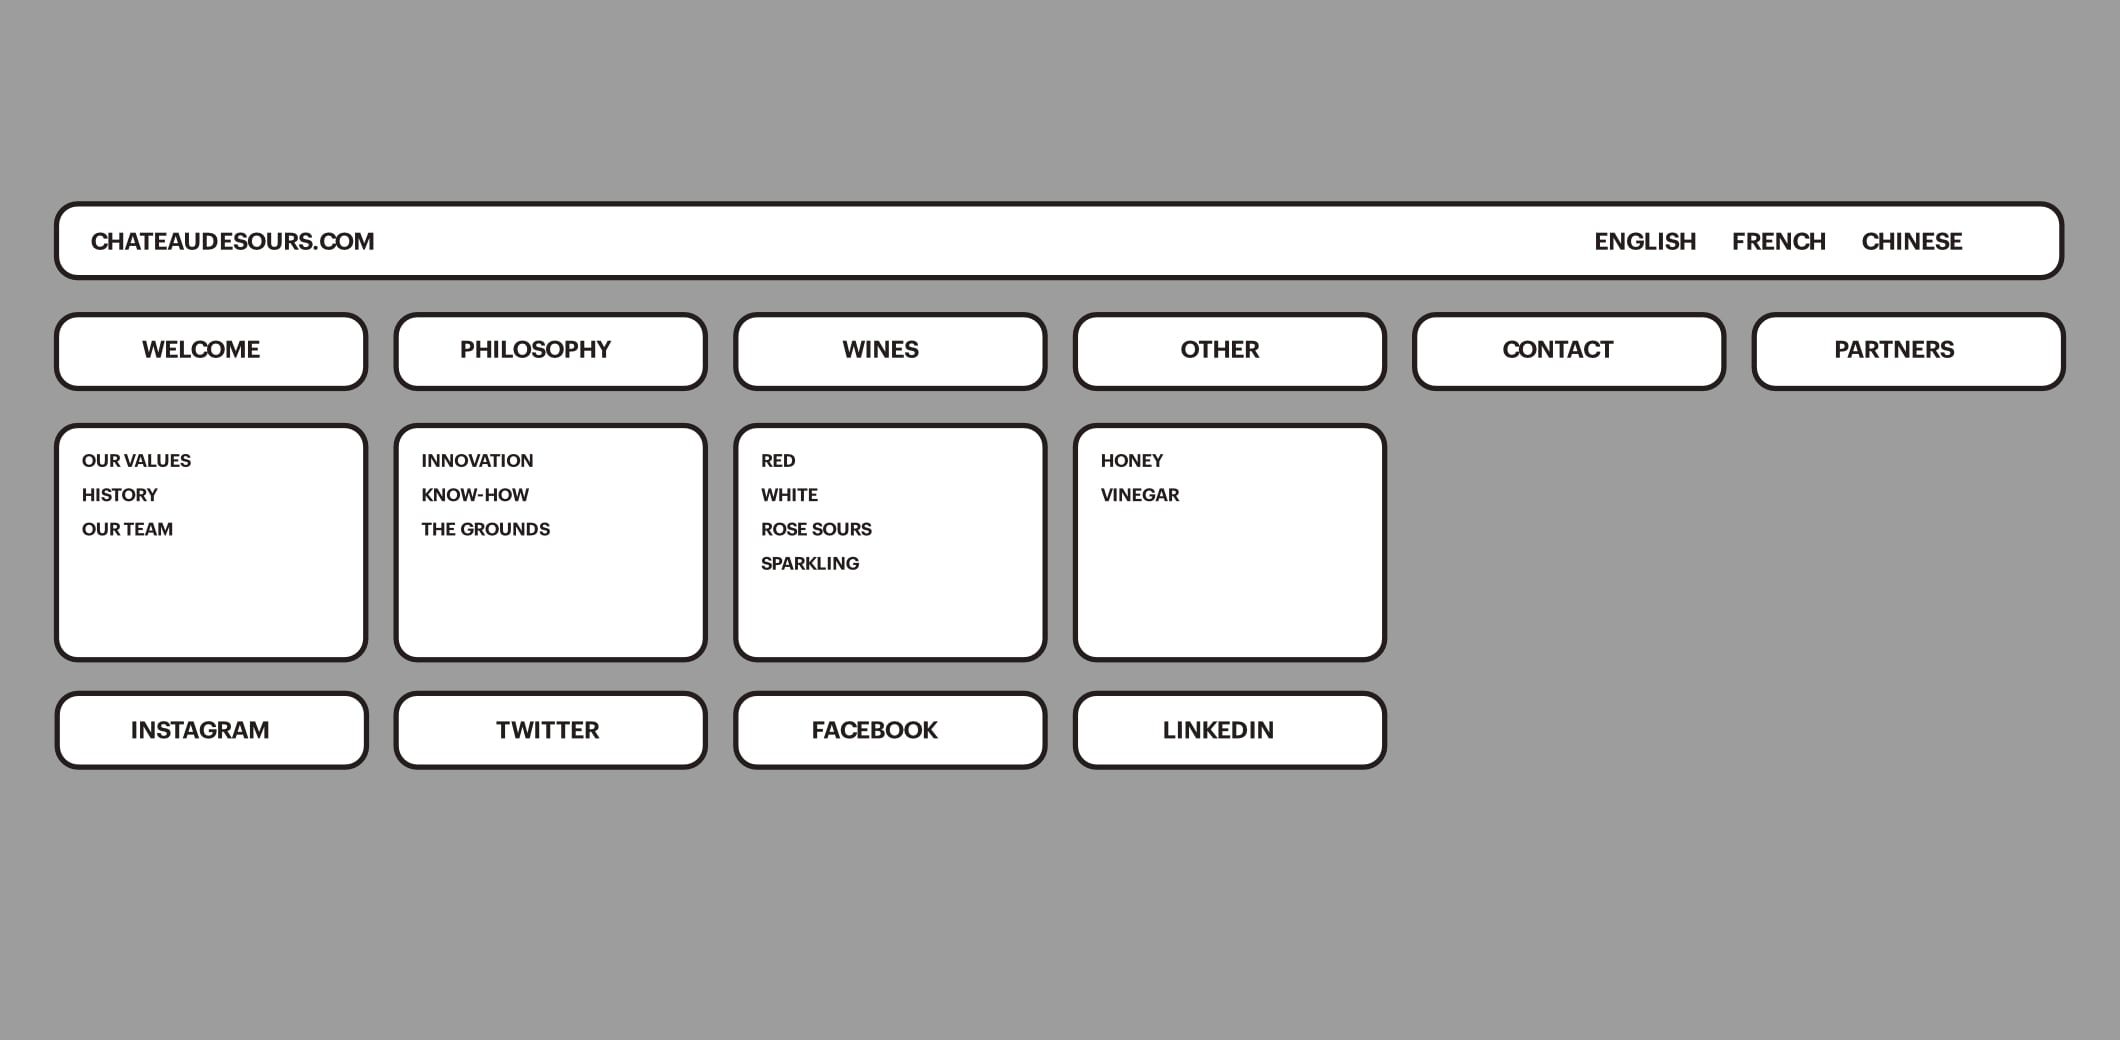 CHATEAUDESOURS.COM
ENGLISH FRENCH CHINESE
WELCOME
PHILOSOPHY
WINES
OTHER
CONTACT
PARTNERS
OUR VALUES
HISTORY
OUR TEAM
INNOVATION
KNOW-HOW
THE GROUNDS
RED
WHITE
ROSE SOURS
SPARKLING
HONEY
VINEGAR
INSTAGRAM
TWITTER
FACEBOOK
LINKEDIN